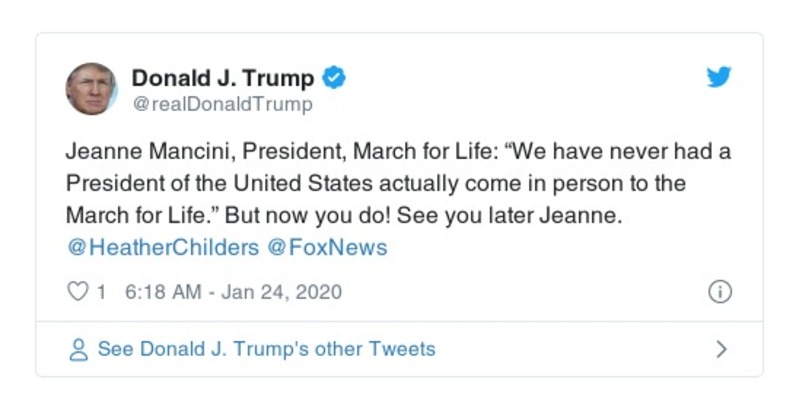 Donald J. Trump
@realDonaldTrump
Jeanne Mancini, President, March for Life: “We have never had a
President of the United States actually come in person to the
March for Life.” But now you do! See you later Jeanne.
@HeatherChilders @FoxNews
1 6:18 AM - Jan 24, 2020
See Donald J. Trump's other Tweets